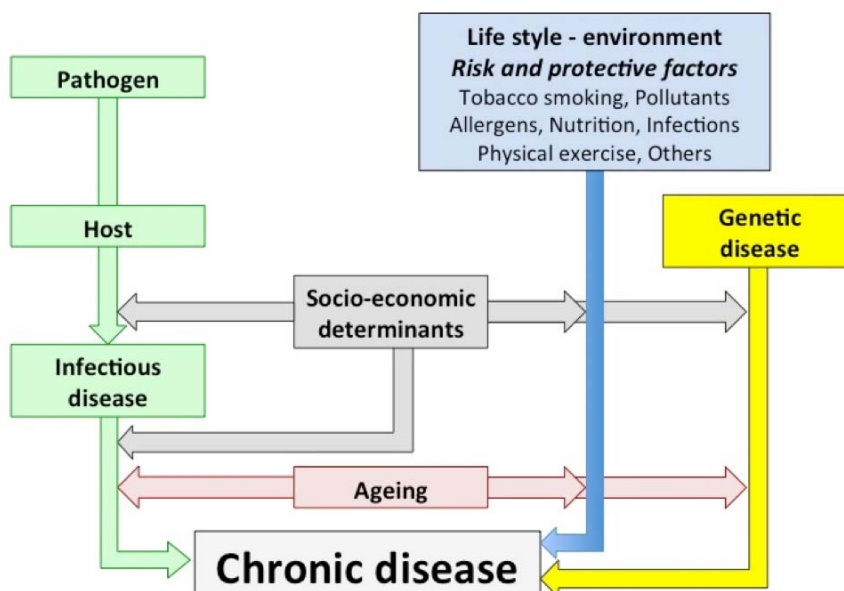 Pathogen
Life style - environment
Risk and protective factors
Tobacco smoking, Pollutants
Allergens, Nutrition, Infections
Physical exercise, Others
Host
Genetic
disease
Socio-economic
determinants
Infectious
disease
Ageing
Chronic disease